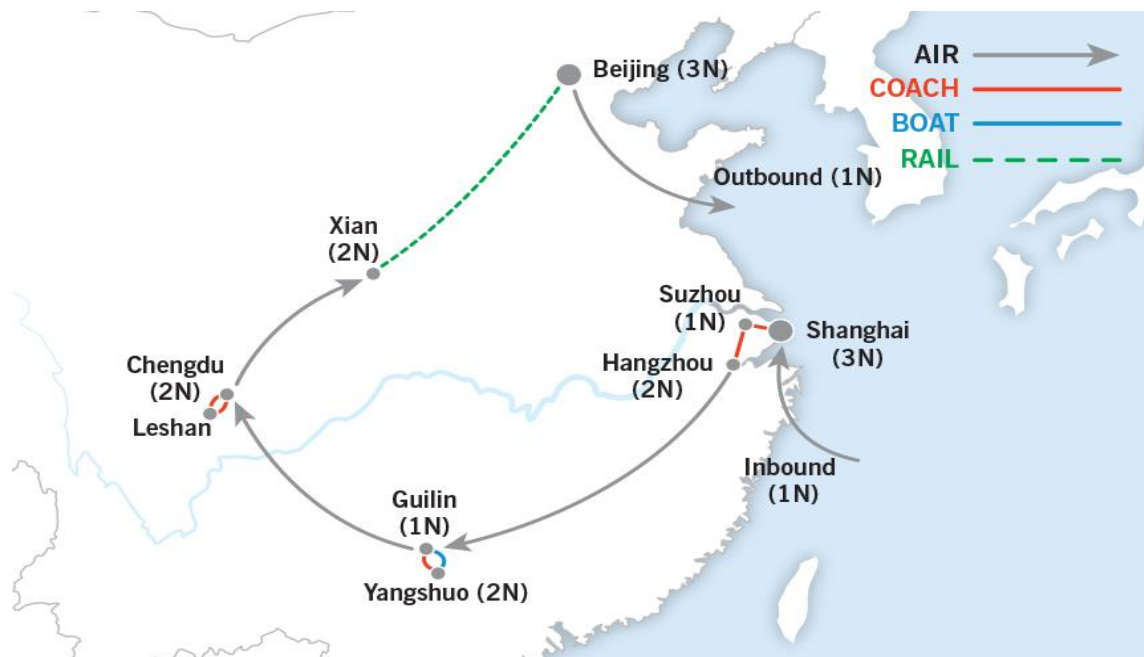 Beijing (3N)
AIR
COACH
BOAT
RAIL
Outbound (1N)
Xian
(2N)
Suzhou
(1N)
Shanghai
(3N)
Hangzhou
(2N)
Chengdu
(2N)
Leshan
Inbound
(1N)
Guilin
(1N)
Yangshuo (2N)